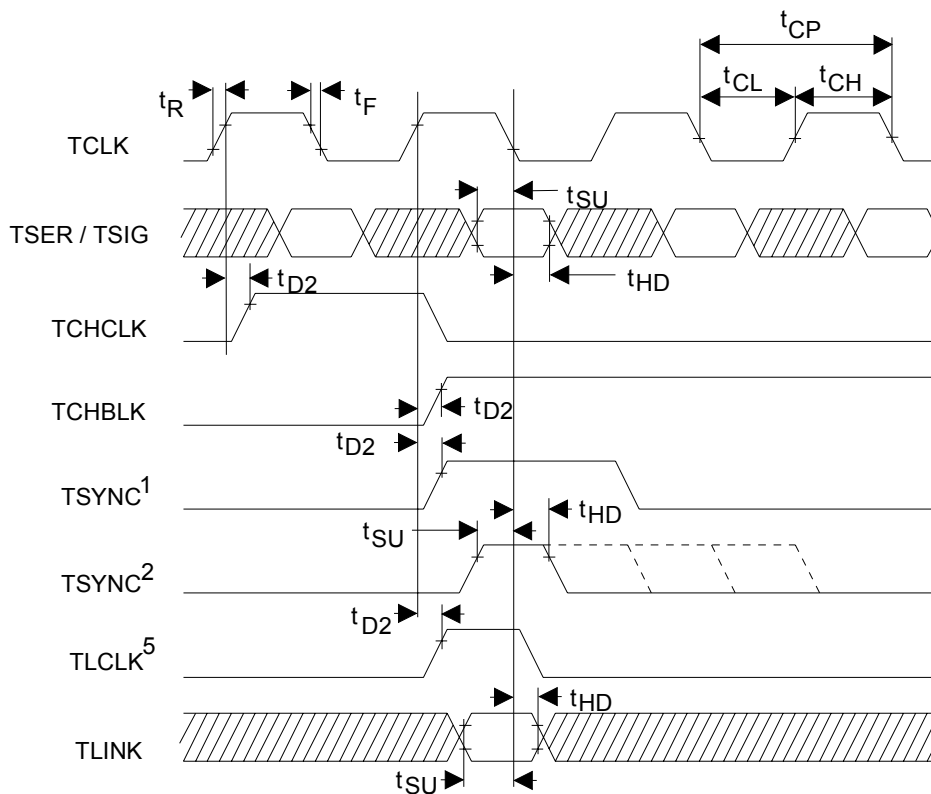 tCP
tCL tCH
tR tF
TCLK
tSU
TSER / TSIG
tD2 tHD
TCHCLK
TCHBLK tD2
tD2
TSYNC1
tHD
tSU
TSYNC2
tD2
TLCLK5
tHD
TLINK
tSU